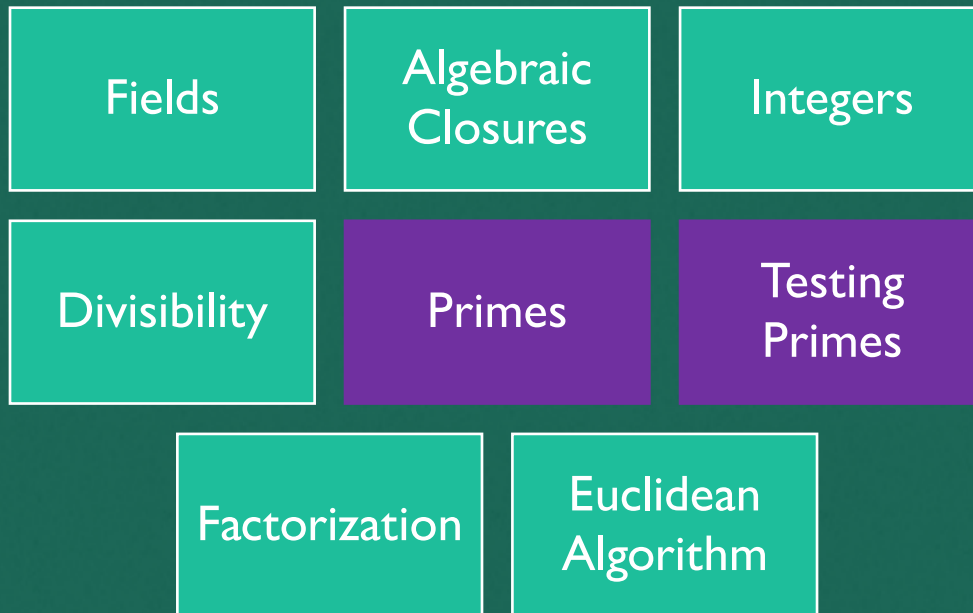 Fields
Algebraic
Closures
Integers
Divisibility
Primes
Testing
Primes
Factorization
Euclidean
Algorithm